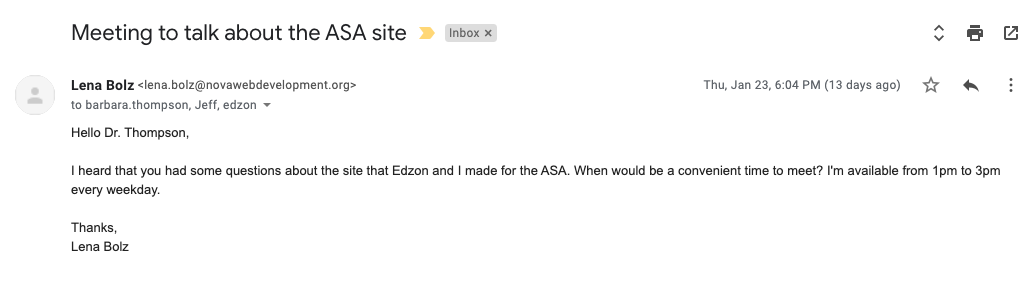 Meeting to talk about the ASA site Inbox ×
Lena Bolz <lena.bolz@novawebdevelopment.org> Thu, Jan 23, 6:04 PM (13 days ago)
to barbara.thompson, Jeff, edzon
Hello Dr. Thompson,
I heard that you had some questions about the site that Edzon and I made for the ASA. When would be a convenient time to meet? I'm available from 1pm to 3pm
every weekday.
Thanks,
Lena Bolz